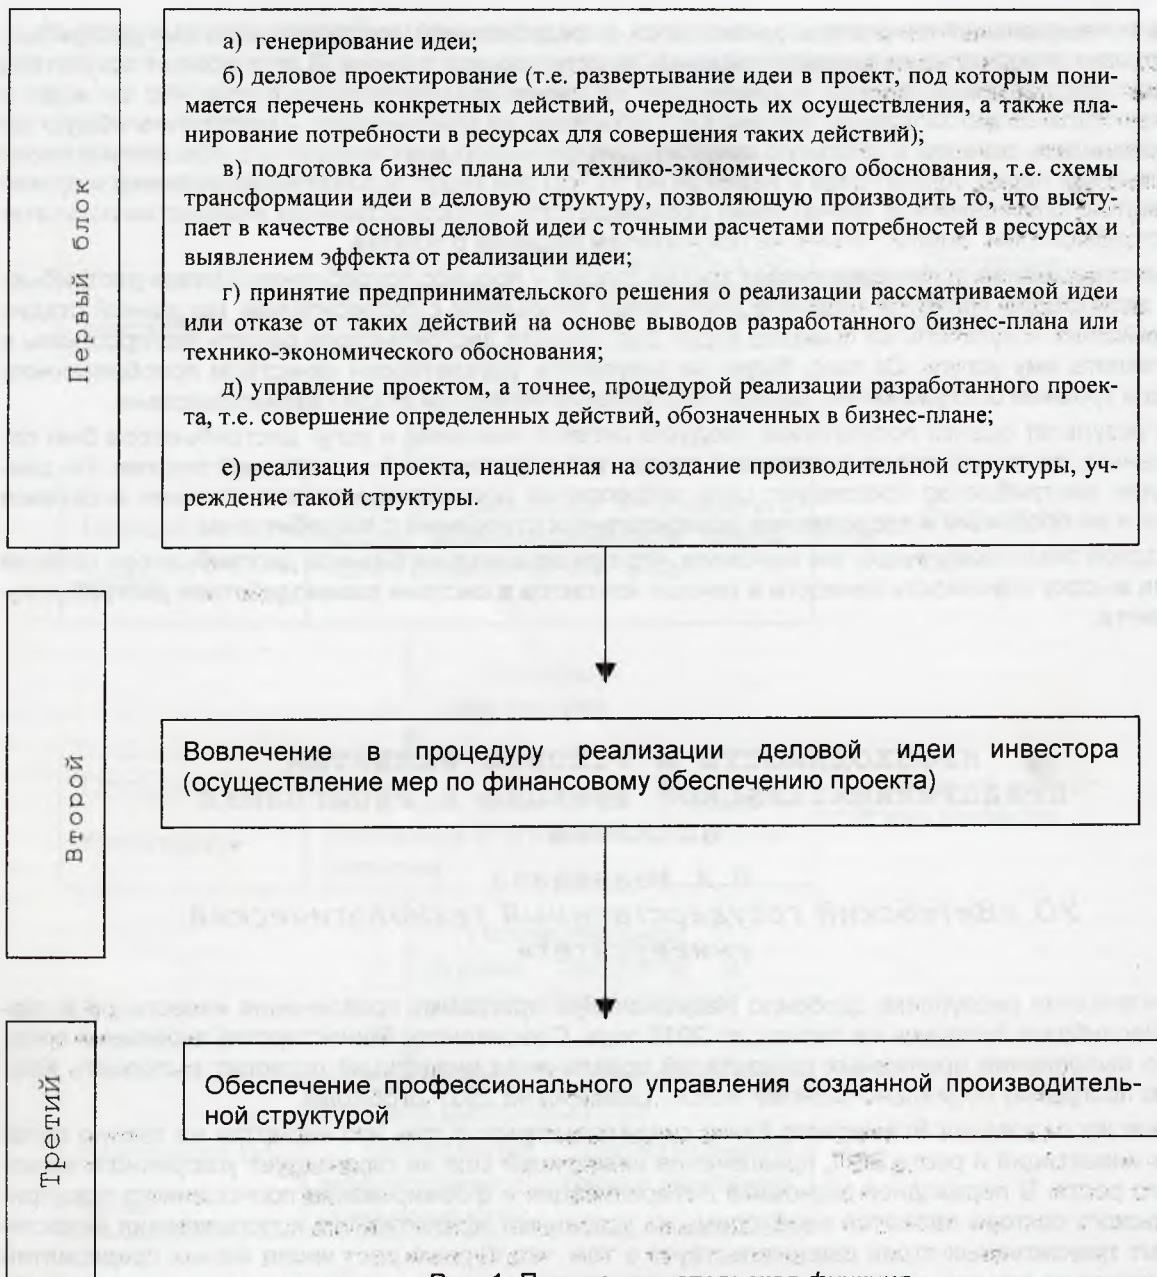 Первый блок
а) генерирование идеи;
б) деловое проектирование (т.е. развертывание идеи в проект, под которым пони-
мается перечень конкретных действий, очередность их осуществления, а также пла-
нирование потребности в ресурсах для совершения таких действий);
в) подготовка бизнес плана или технико-экономического обоснования, т.е. схемы
трансформации идеи в деловую структуру, позволяющую производить то, что высту-
пает в качестве основы деловой идеи с точными расчетами потребностей в ресурсах и
выявлением эффекта от реализации идеи;
г) принятие предпринимательского решения о реализации рассматриваемой идеи
или отказе от таких действий на основе выводов разработанного бизнес-плана или
технико-экономического обоснования;
д) управление проектом, а точнее, процедурой реализации разработанного проек-
та, т.е. совершение определенных действий, обозначенных в бизнес-плане;
е) реализация проекта, нацеленная на создание производительной структуры, уч-
реждение такой структуры.
Второй
Вовлечение в процедуру реализации деловой идеи инвестора
(осуществление мер по финансовому обеспечению проекта)
Третий
Обеспечение профессионального управления созданной производитель-
ной структурой